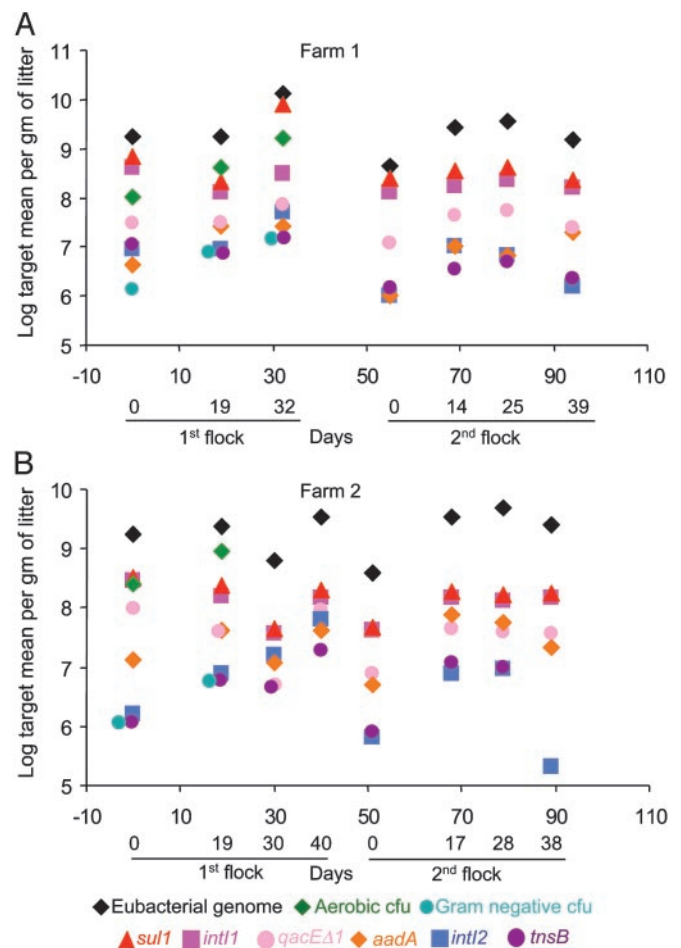 A
Farm 1
Log target mean per gm of litter
11
10
9
8
7
6
5
-10 10 30 50 70 90 110
0 19 32 0 14 25 39
1st flock Days 2nd flock
B
Farm 2
Log target mean per gm of litter
10
9
8
7
6
5
-10 10 30 50 70 90 110
0 19 30 40 0 17 28 38
1st flock Days 2nd flock
Eubacterial genome Aerobic cfu Gram negative cfu
sul1 intI1 qacEΔ1 aadA intI2 tnsB